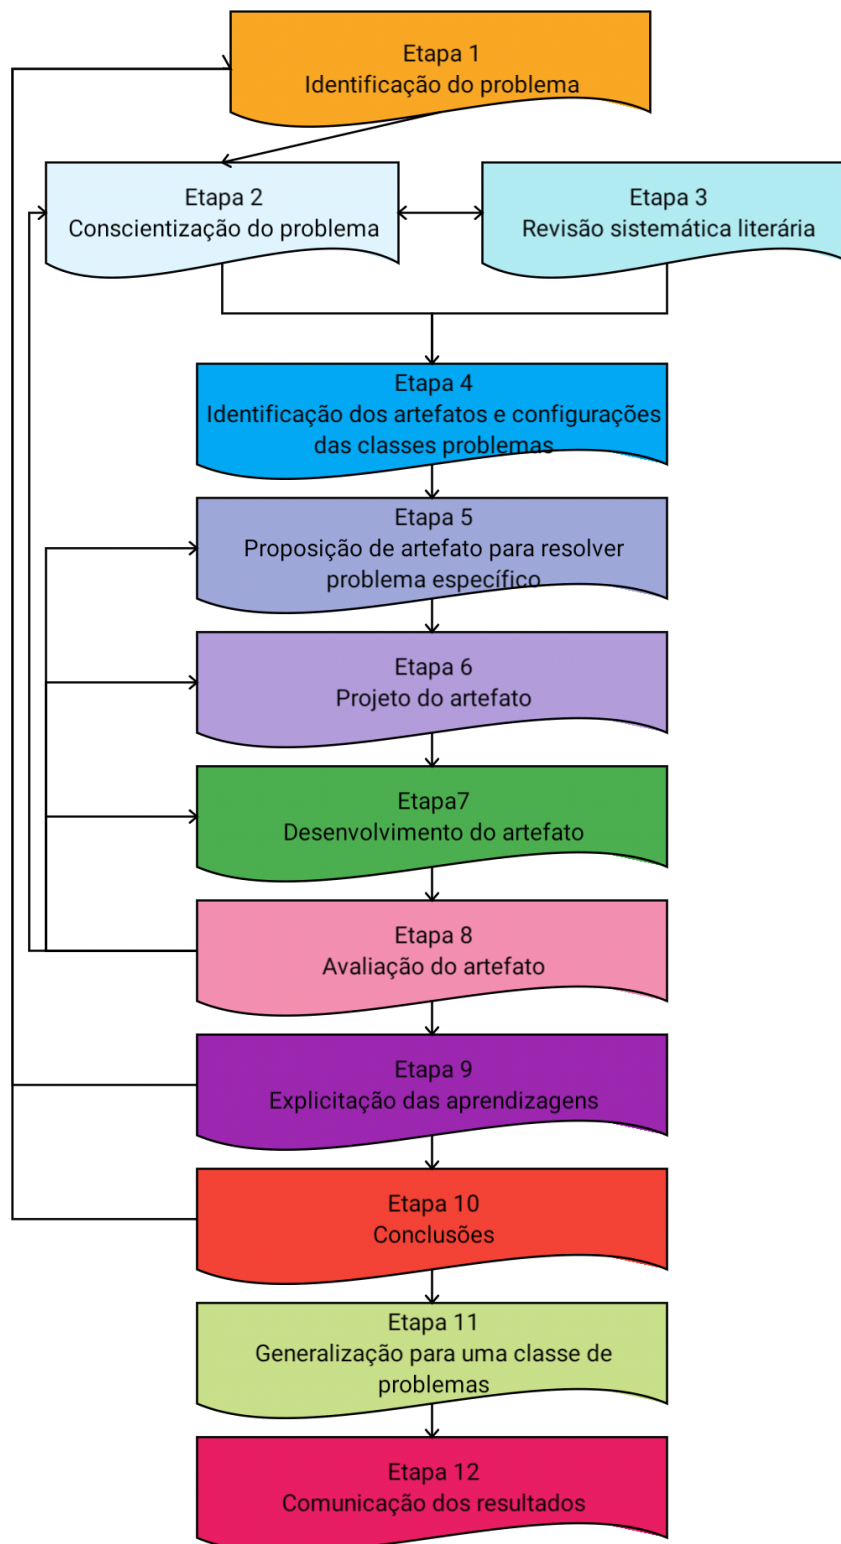 Etapa 1
Identificação do problema
Etapa 2
Conscientização do problema
Etapa 3
Revisão sistemática literária
Etapa 4
Identificação dos artefatos e configurações
das classes problemas
Etapa 5
Proposição de artefato para resolver
problema específico
Etapa 6
Projeto do artefato
Etapa7
Desenvolvimento do artefato
Etapa 8
Avaliação do artefato
Etapa 9
Explicitação das aprendizagens
Etapa 10
Conclusões
Etapa 11
Generalização para uma classe de
problemas
Etapa 12
Comunicação dos resultados